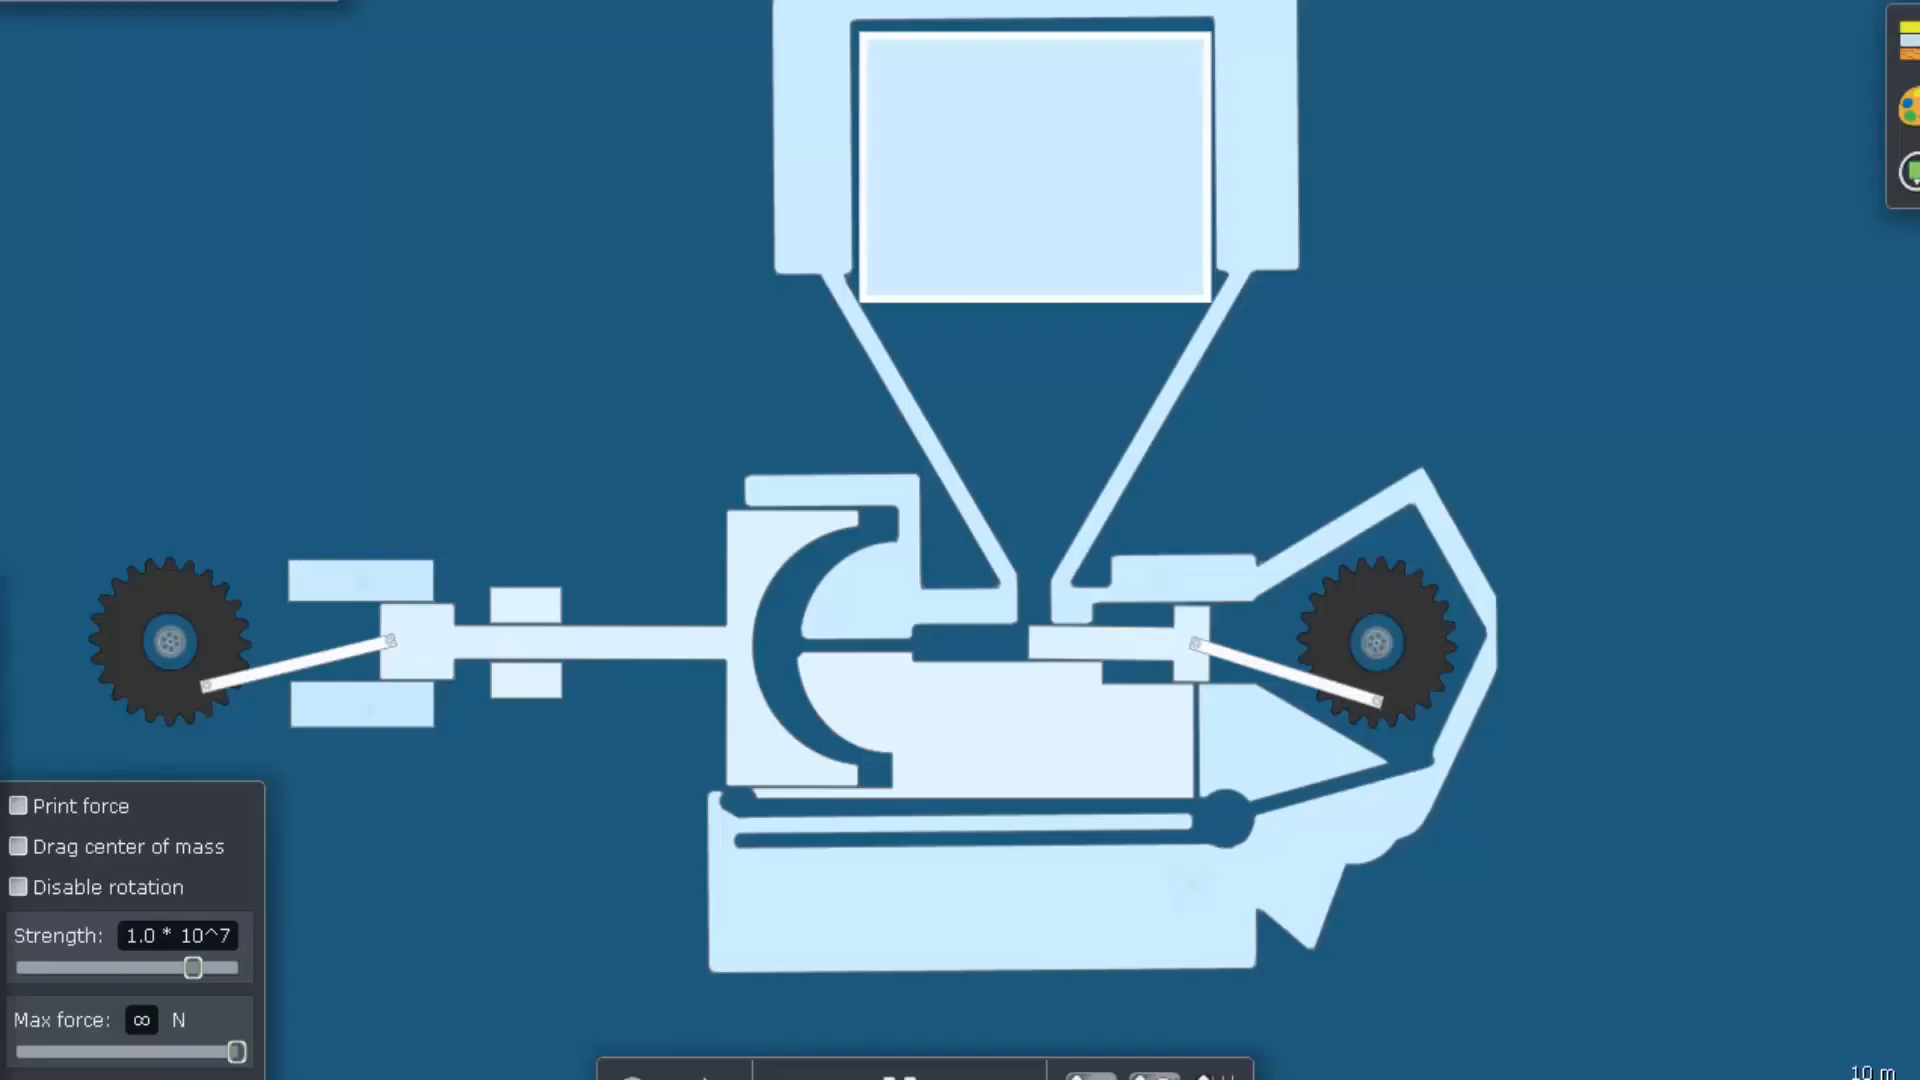 Print force
Drag center of mass
Disable rotation
Strength: 1.0 * 10^7
Max force: ∞ N
10 m